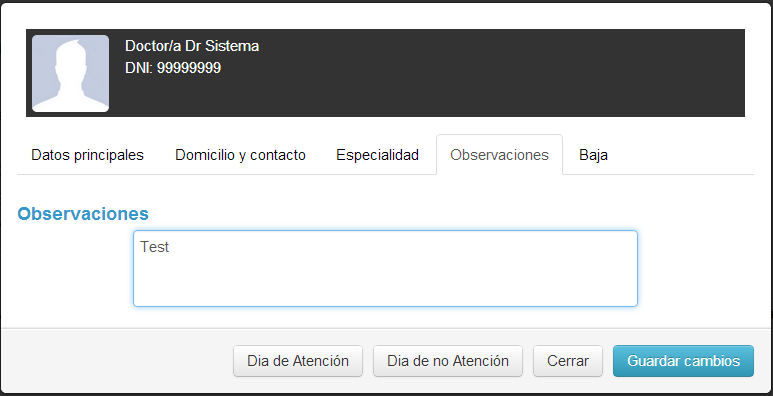 Doctor/a Dr Sistema
DNI: 99999999
Datos principales Domicilio y contacto Especialidad Observaciones Baja
Observaciones
Test
Dia de Atención Dia de no Atención Cerrar Guardar cambios